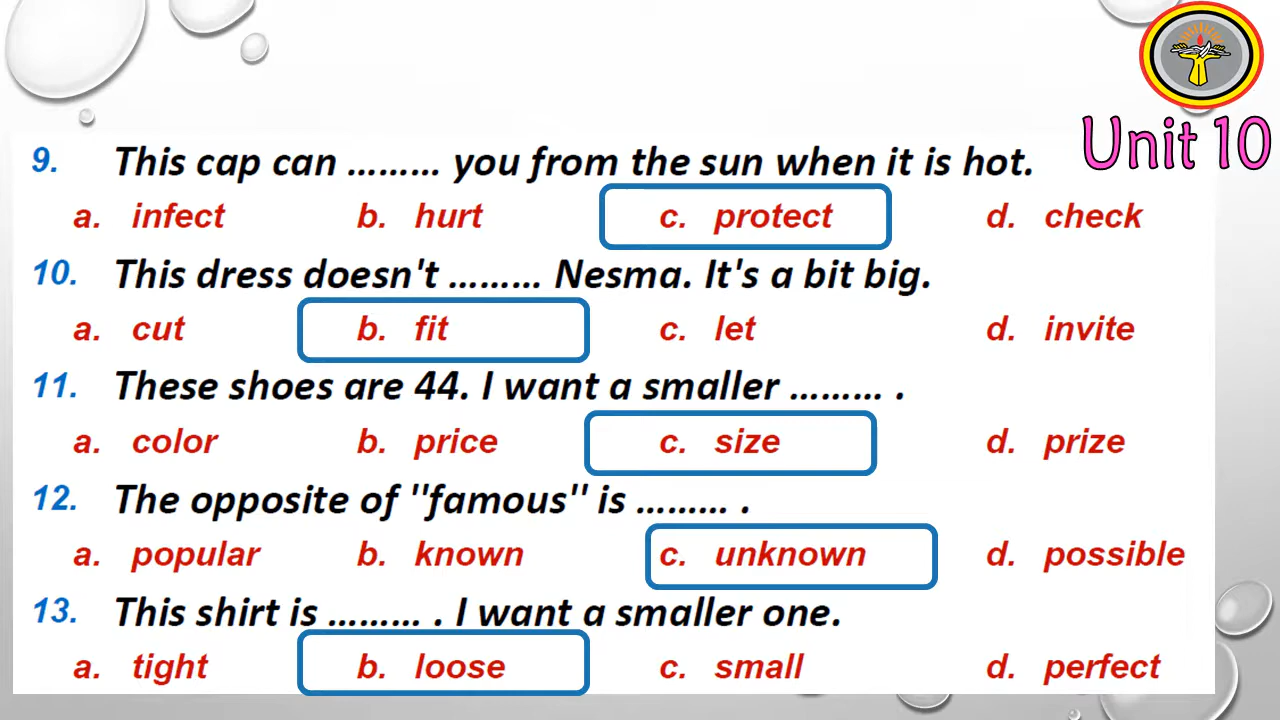 Unit 10
9. This cap can ......... you from the sun when it is hot.
a. infect b. hurt c. protect d. check
10. This dress doesn't ......... Nesma. It's a bit big.
a. cut b. fit c. let d. invite
11. These shoes are 44. I want a smaller ......... .
a. color b. price c. size d. prize
12. The opposite of "famous" is ......... .
a. popular b. known c. unknown d. possible
13. This shirt is ......... . I want a smaller one.
a. tight b. loose c. small d. perfect